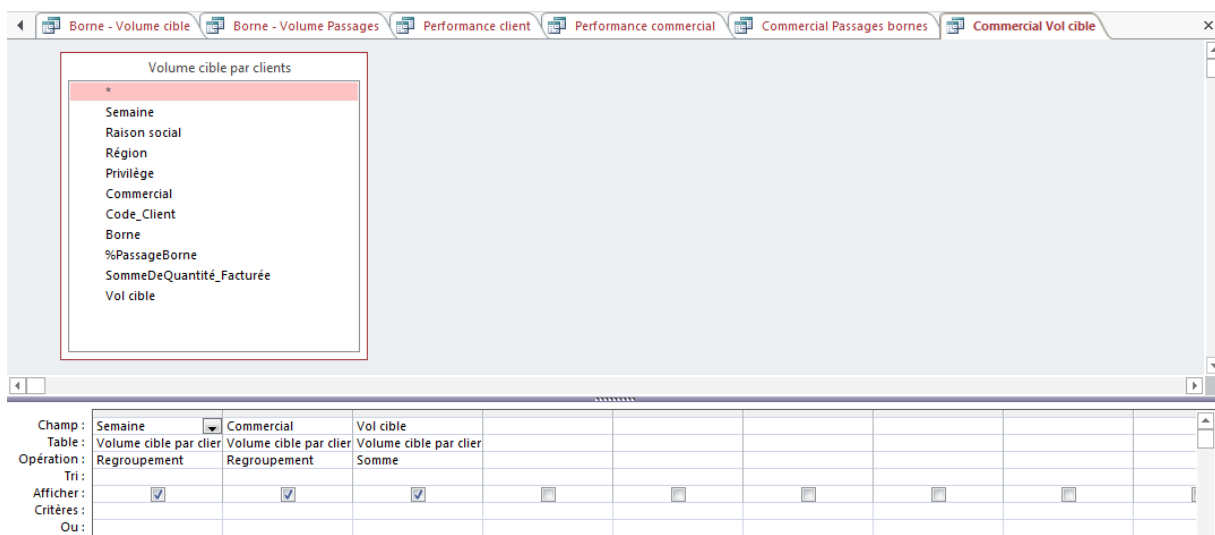 Borne - Volume cible Borne - Volume Passages Performance client Performance commercial Commercial Passages bornes Commercial Vol cible
Volume cible par clients
*
Semaine
Raison social
Région
Privilège
Commercial
Code_Client
Borne
%PassageBorne
SommeDeQuantité_Facturée
Vol cible
Champ : Semaine Commercial Vol cible
Table : Volume cible par clier Volume cible par clier Volume cible par clier
Opération : Regroupement Regroupement Somme
Tri :
Afficher :
Critères :
Ou :